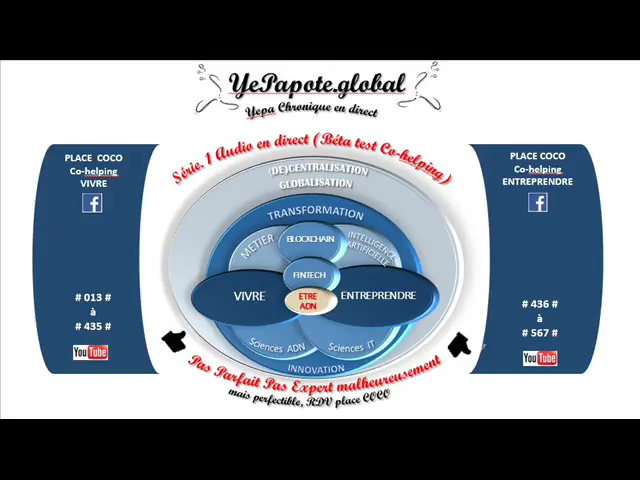 YePapote.global
Yepa Chronique en direct
Série. 1 Audio en direct (Béta test Co-helping)
PLACE COCO
Co-helping
VIVRE
f
# 013 #
à
# 435 #
YouTube
(DE)CENTRALISATION
GLOBALISATION
TRANSFORMATION
METIER
BLOCKCHAIN
INTELLIGENCE
ARTIFICIELLE
FINTECH
VIVRE
ETRE
ADN
ENTREPRENDRE
Sciences ADN
Sciences IT
INNOVATION
PLACE COCO
Co-helping
ENTREPRENDRE
f
# 436 #
à
# 567 #
YouTube
Pas Parfait Pas Expert malheureusement
mais perfectible, RDV place COCO